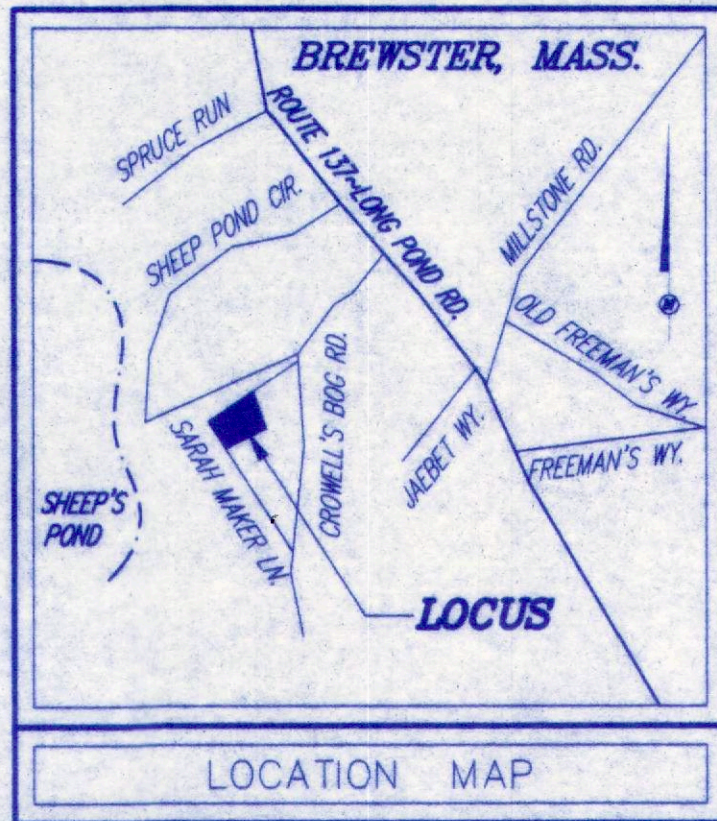 BREWSTER, MASS.
SPRUCE RUN
ROUTE 137~LONG POND RD.
SHEEP POND CIR.
MILLSTONE RD.
OLD FREEMAN'S WY.
CROWELL'S BOG RD.
JAEBET WY.
FREEMAN'S WY.
SARAH MAKER LN.
SHEEP'S
POND
LOCUS
LOCATION MAP